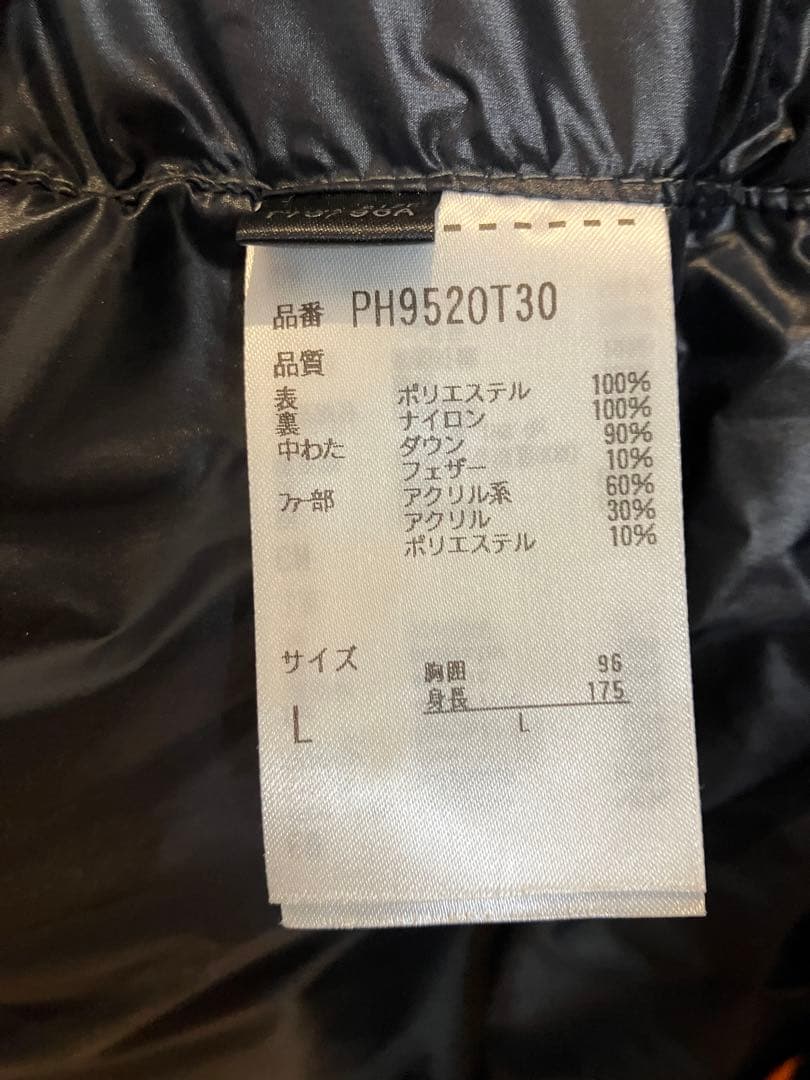 品番 PH9520T30
品質
表 ポリエステル 100%
裏 ナイロン 100%
中わた ダウン 90%
フェザー 10%
ファー部 アクリル系 60%
アクリル 30%
ポリエステル 10%
サイズ
胸囲 96
身長 175
L
L